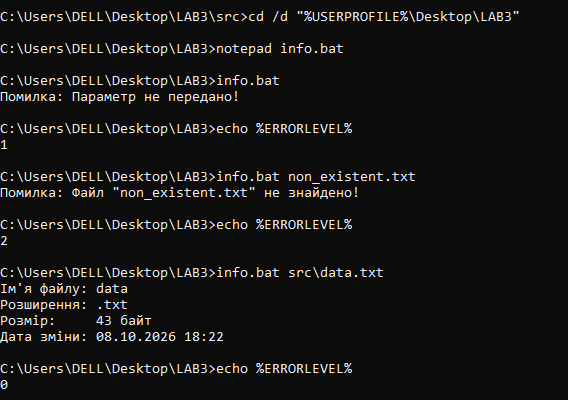 C:\Users\DELL\Desktop\LAB3\src>cd /d "%USERPROFILE%\Desktop\LAB3"
C:\Users\DELL\Desktop\LAB3>notepad info.bat
C:\Users\DELL\Desktop\LAB3>info.bat
Помилка: Параметр не передано!
C:\Users\DELL\Desktop\LAB3>echo %ERRORLEVEL%
1
C:\Users\DELL\Desktop\LAB3>info.bat non_existent.txt
Помилка: Файл "non_existent.txt" не знайдено!
C:\Users\DELL\Desktop\LAB3>echo %ERRORLEVEL%
2
C:\Users\DELL\Desktop\LAB3>info.bat src\data.txt
Ім'я файлу: data
Розширення: .txt
Розмір:     43 байт
Дата зміни: 08.10.2026 18:22
C:\Users\DELL\Desktop\LAB3>echo %ERRORLEVEL%
0